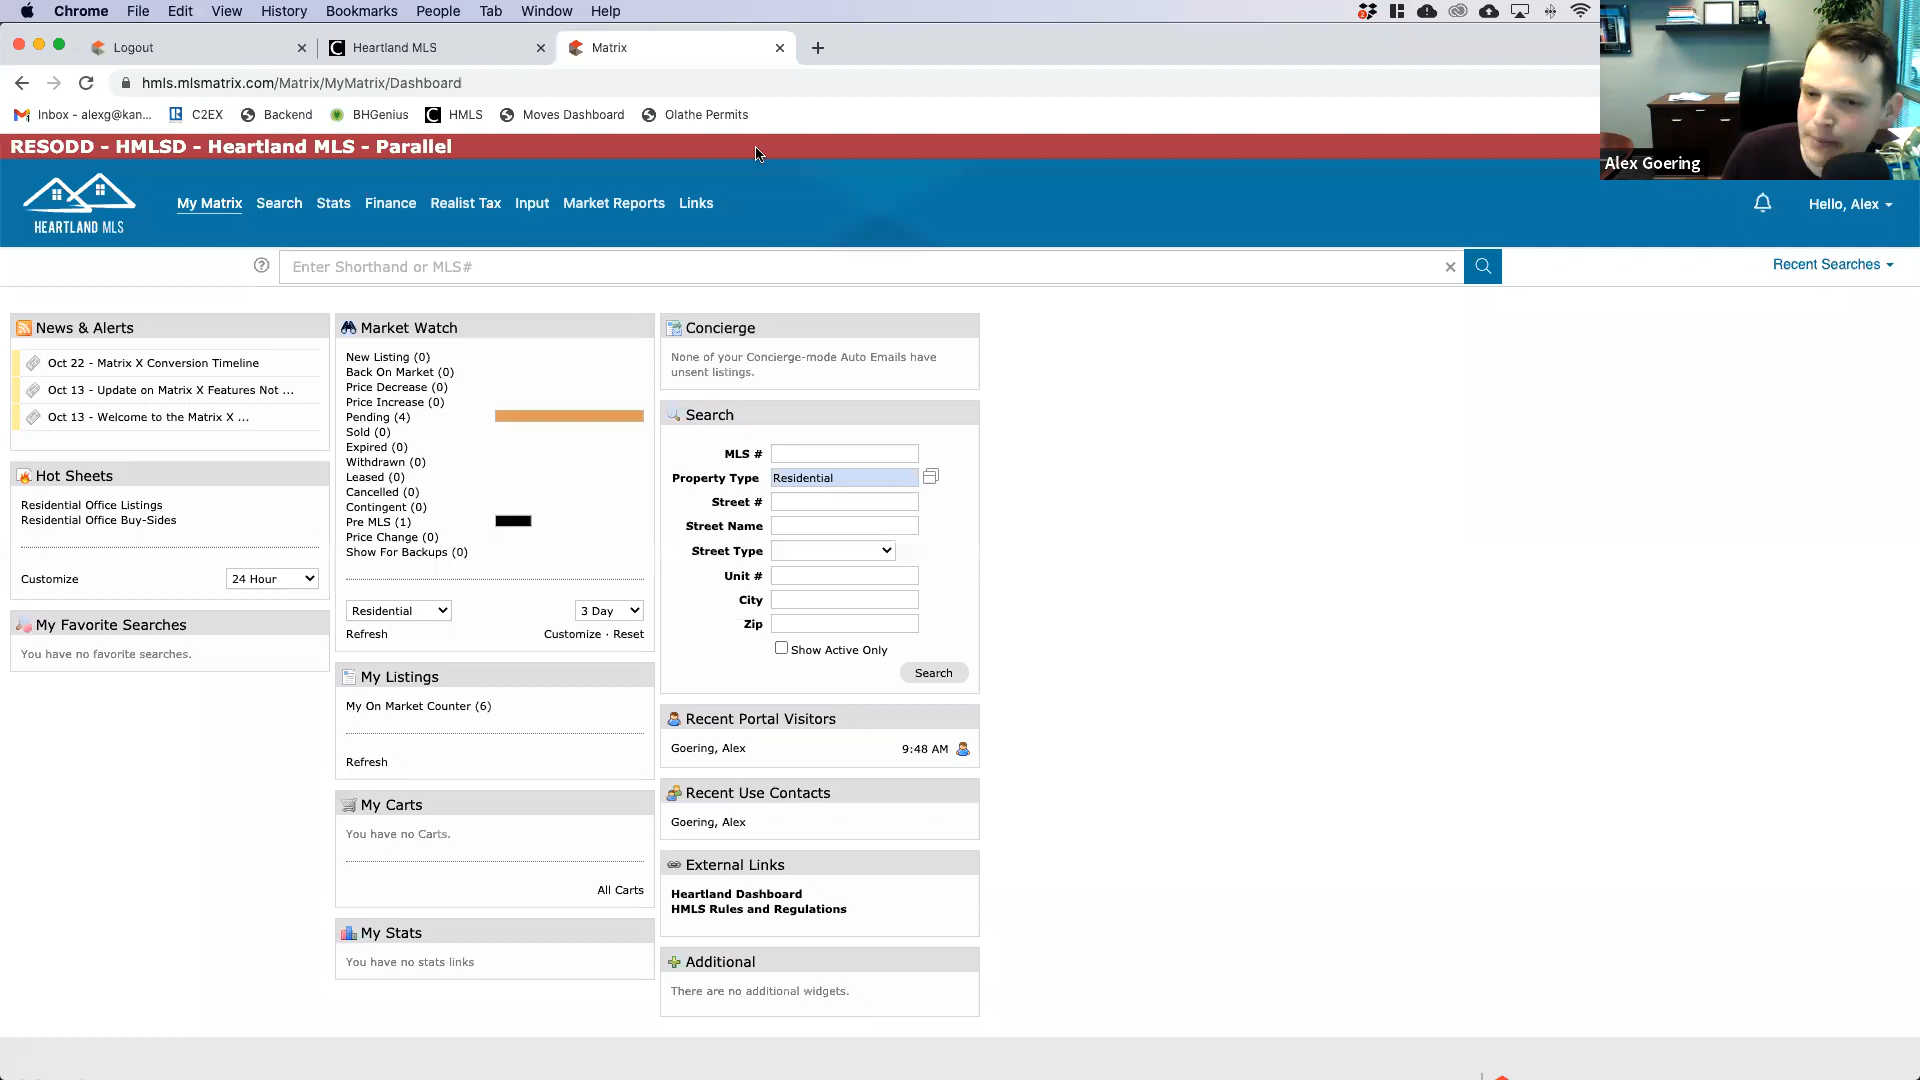 Chrome File Edit View History Bookmarks People Tab Window Help
Logout
Heartland MLS
Matrix
hmls.mlsmatrix.com/Matrix/MyMatrix/Dashboard
Inbox - alexg@kan... C2EX Backend BHGenius HMLS Moves Dashboard Olathe Permits
Alex Goering
RESODD - HMLSD - Heartland MLS - Parallel
HEARTLAND MLS
My Matrix Search Stats Finance Realist Tax Input Market Reports Links
Hello, Alex
Enter Shorthand or MLS#
Recent Searches
News & Alerts
Oct 22 - Matrix X Conversion Timeline
Oct 13 - Update on Matrix X Features Not ...
Oct 13 - Welcome to the Matrix X ...
Hot Sheets
Residential Office Listings
Residential Office Buy-Sides
Customize
24 Hour
My Favorite Searches
You have no favorite searches.
Market Watch
New Listing (0)
Back On Market (0)
Price Decrease (0)
Price Increase (0)
Pending (4)
Sold (0)
Expired (0)
Withdrawn (0)
Leased (0)
Cancelled (0)
Contingent (0)
Pre MLS (1)
Price Change (0)
Show For Backups (0)
Residential
3 Day
Refresh
Customize · Reset
My Listings
My On Market Counter (6)
Refresh
My Carts
You have no Carts.
All Carts
My Stats
You have no stats links
Concierge
None of your Concierge-mode Auto Emails have
unsent listings.
Search
MLS #
Property Type Residential
Street #
Street Name
Street Type
Unit #
City
Zip
Show Active Only
Search
Recent Portal Visitors
Goering, Alex 9:48 AM
Recent Use Contacts
Goering, Alex
External Links
Heartland Dashboard
HMLS Rules and Regulations
Additional
There are no additional widgets.